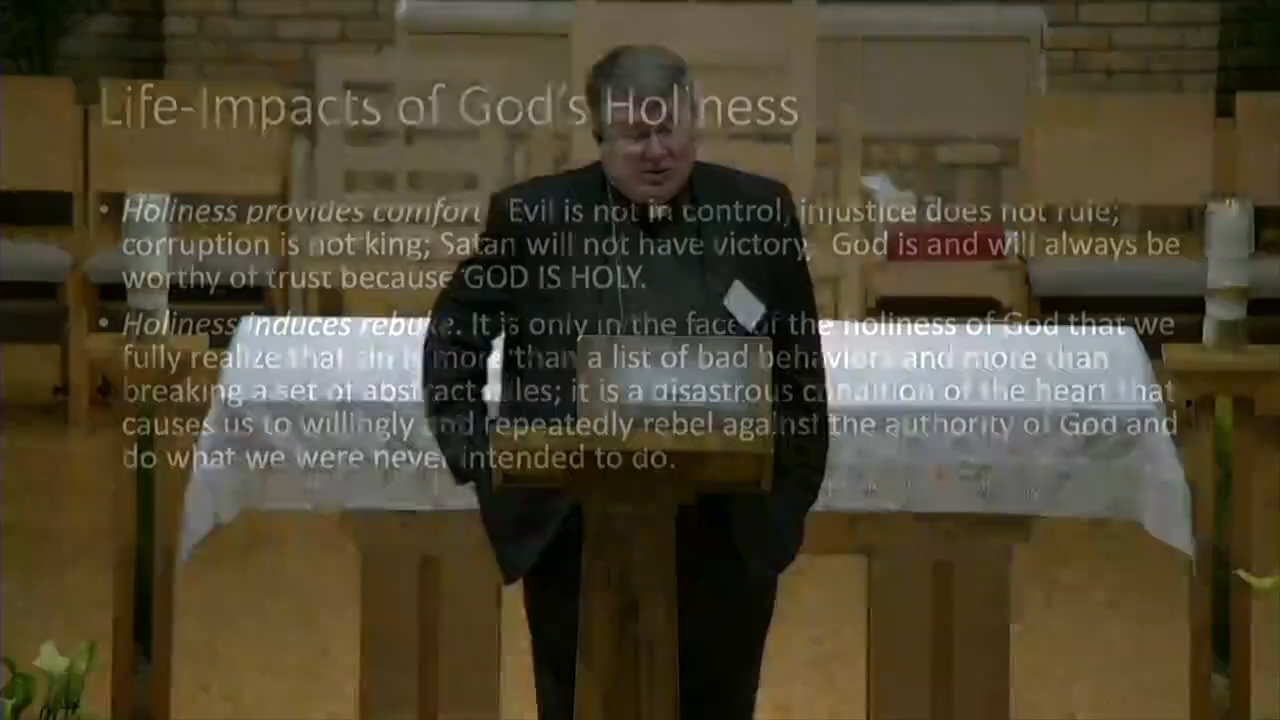 Life-Impacts of God's Holiness
• Holiness provides comfort. Evil is not in control, injustice does not rule;
corruption is not king; Satan will not have victory. God is and will always be
worthy of trust because GOD IS HOLY.
• Holiness induces rebuke. It is only in the face of the holiness of God that we
fully realize that sin is more than a list of bad behaviors and more than
breaking a set of abstract rules; it is a disastrous condition of the heart that
causes us to willingly and repeatedly rebel against the authority of God and
do what we were never intended to do.